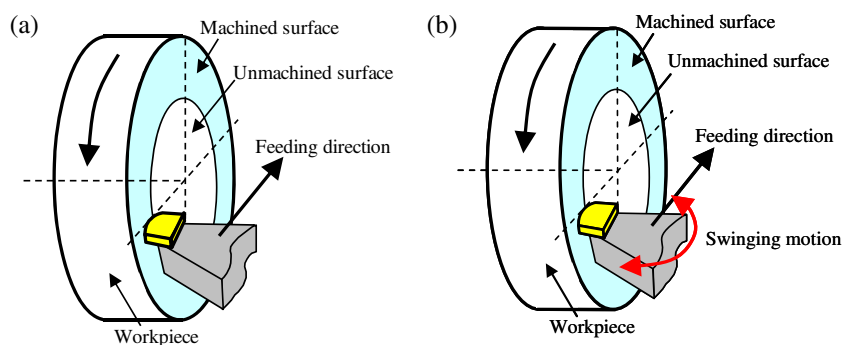 (a)
Machined surface
Unmachined surface
Feeding direction
Workpiece
(b)
Machined surface
Unmachined surface
Feeding direction
Swinging motion
Workpiece